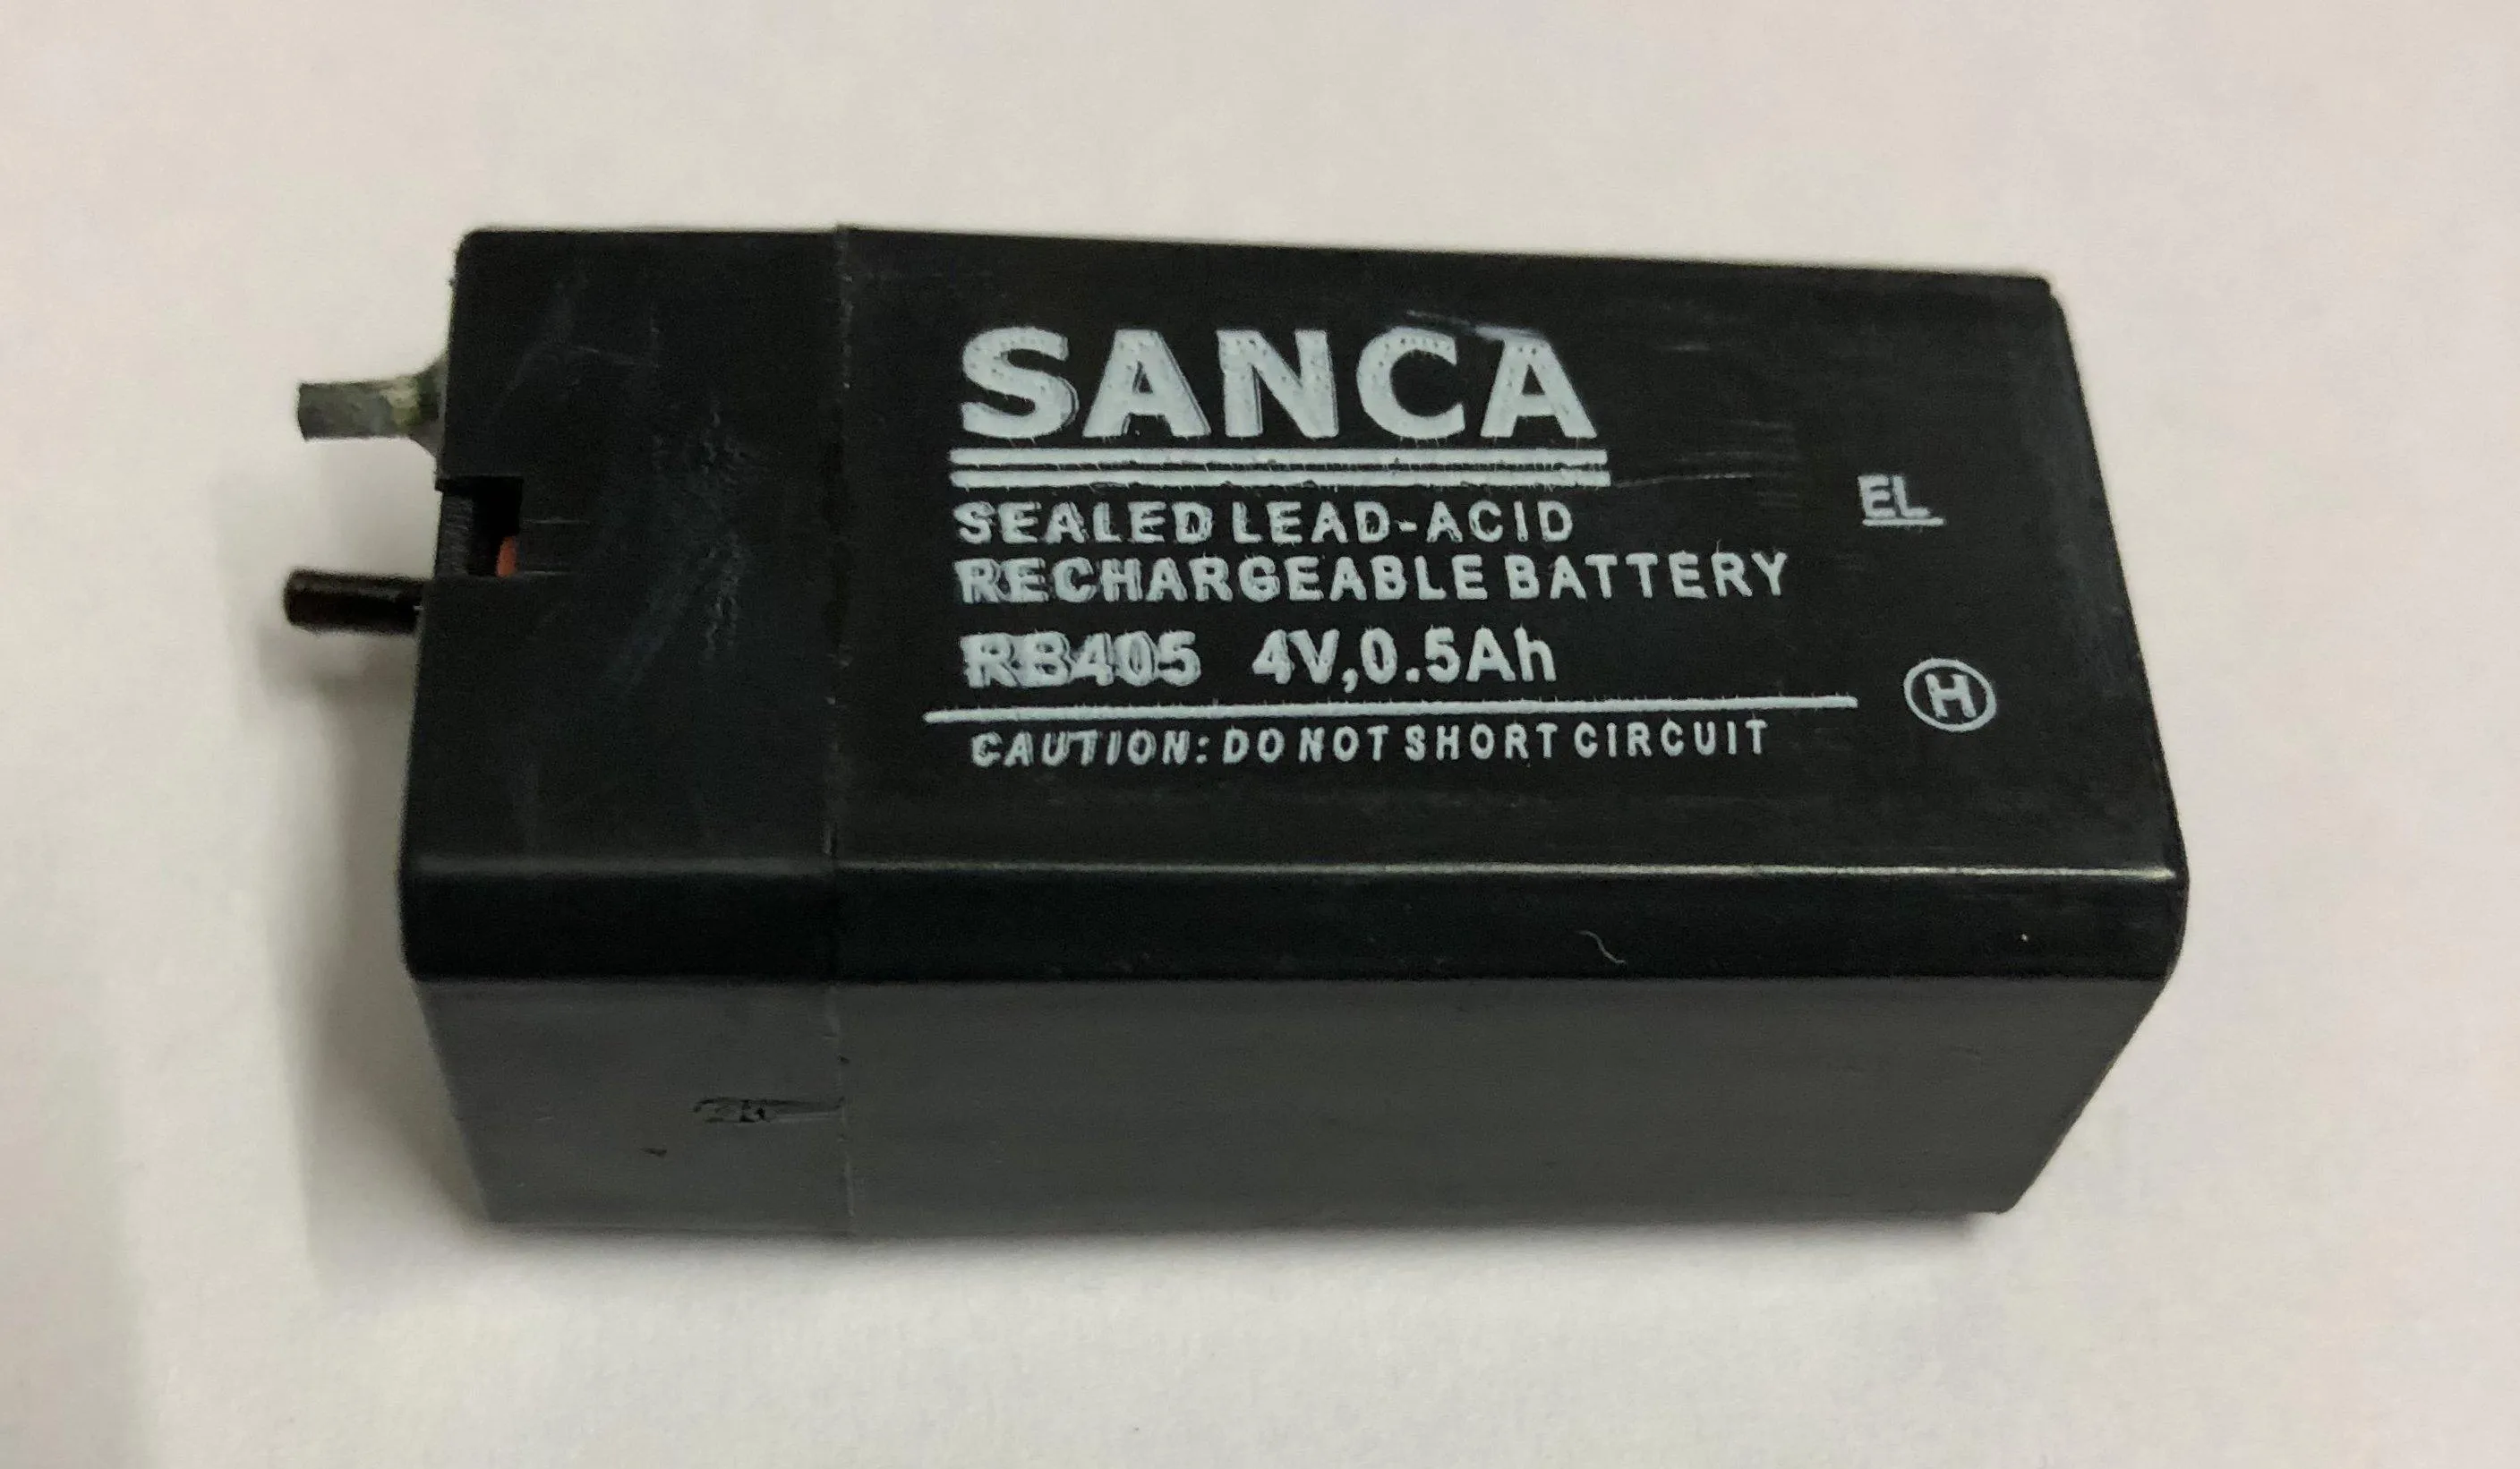 SANCA
SEALED LEAD-ACID
RECHARGEABLE BATTERY
RB405 4V,0.5Ah
CAUTION: DO NOT SHORT CIRCUIT
EL
H